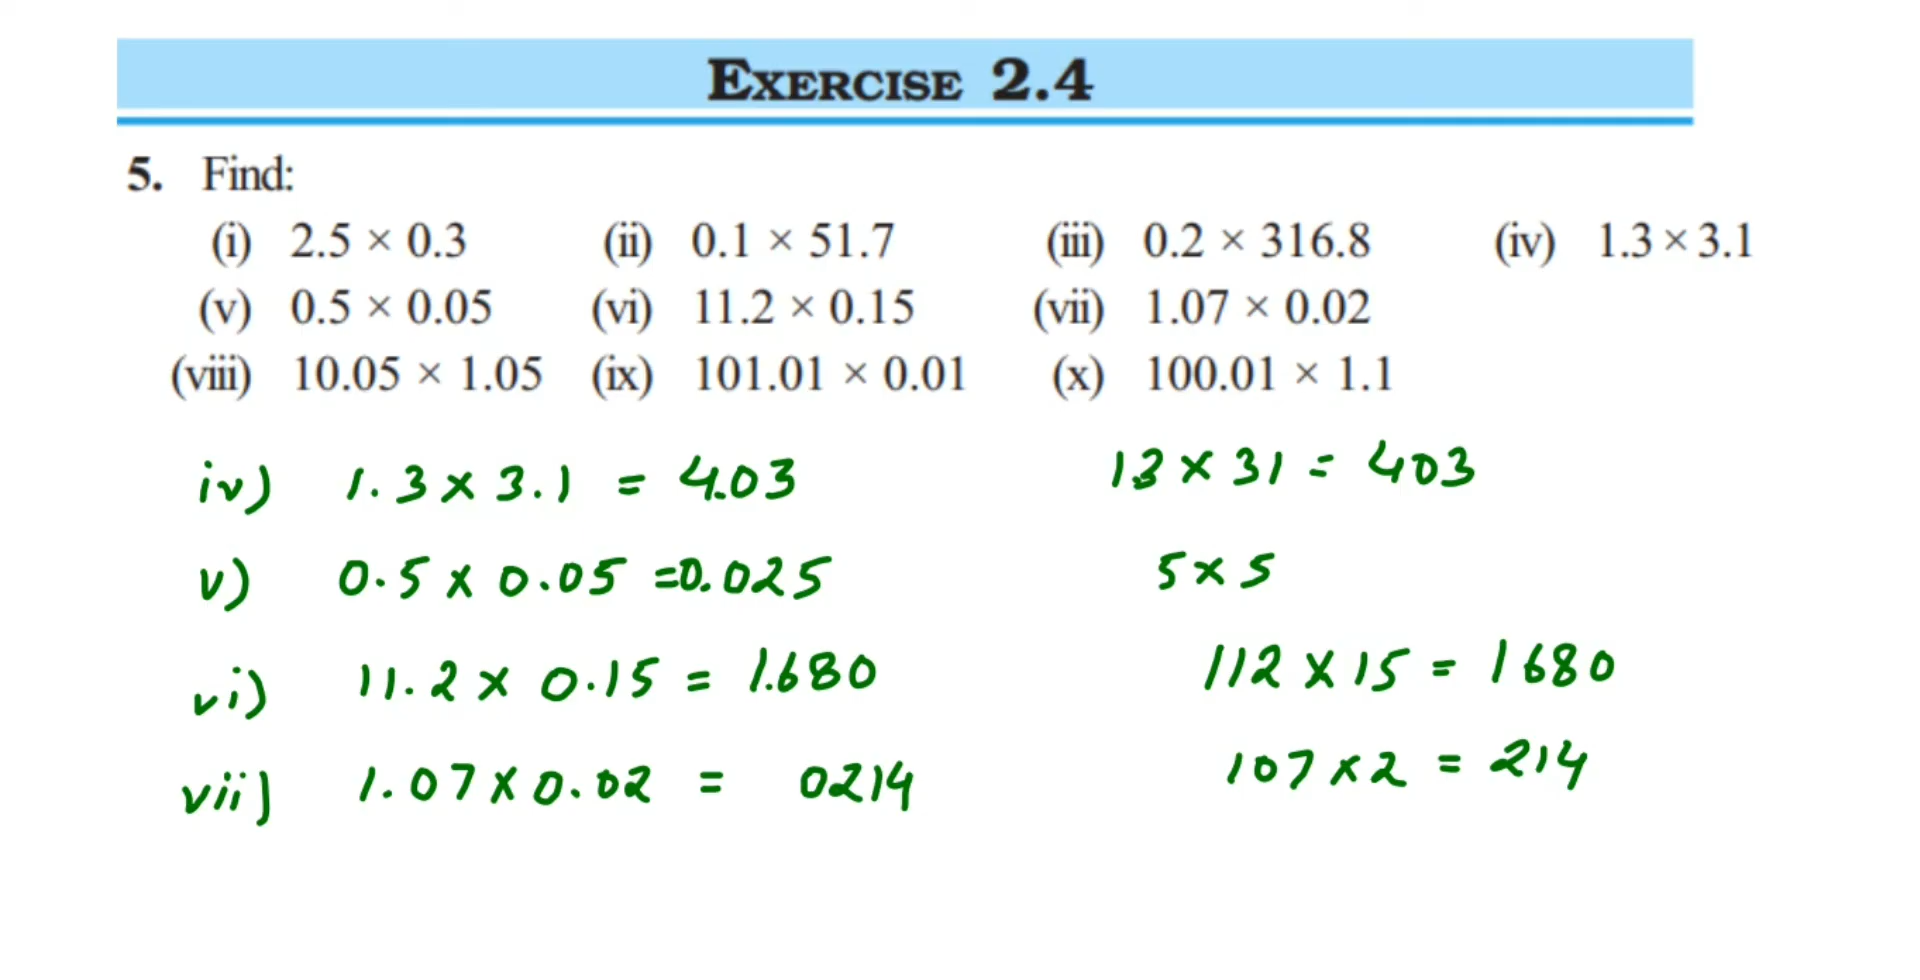 EXERCISE 2.4
5. Find:
(i) 2.5 × 0.3 (ii) 0.1 × 51.7 (iii) 0.2 × 316.8 (iv) 1.3 × 3.1
(v) 0.5 × 0.05 (vi) 11.2 × 0.15 (vii) 1.07 × 0.02
(viii) 10.05 × 1.05 (ix) 101.01 × 0.01 (x) 100.01 × 1.1
iv) 1.3 × 3.1 = 4.03 13 × 31 = 403
v) 0.5 × 0.05 =0.025 5 × 5
vi) 11.2 × 0.15 = 1.680 112 × 15 = 1680
vii) 1.07 × 0.02 = 0214 107 × 2 = 214